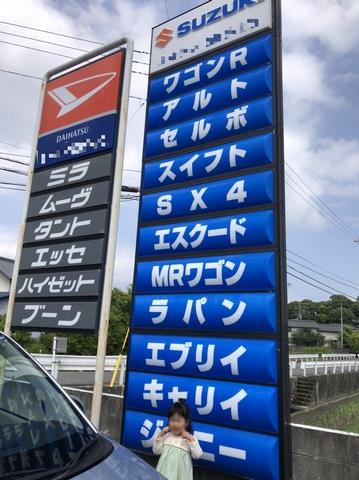 DAIHATSU
ミラ
ムーヴ
タント
エッセ
ハイゼット
ブーン
SUZUKI
ワゴンR
アルト
セルボ
スイフト
SX4
エスクード
MRワゴン
ラパン
エブリイ
キャリイ